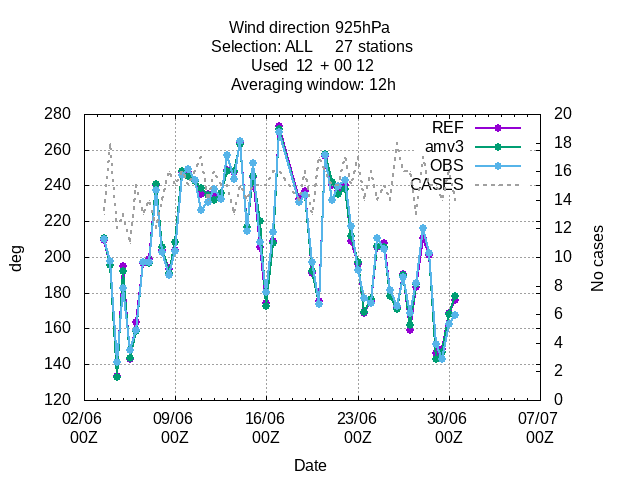 Wind direction 925hPa
Selection: ALL 27 stations
Used 12 + 00 12
Averaging window: 12h
280
260
240
220
200
180
160
140
120
deg
20
18
16
14
12
10
8
6
4
2
0
No cases
REF
amv3
OBS
CASES
02/06 09/06 16/06 23/06 30/06 07/07
00Z 00Z 00Z 00Z 00Z 00Z
Date